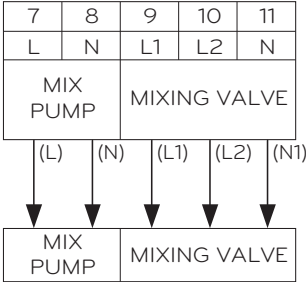 7 8 9 10 11
L N L1 L2 N
MIX PUMP MIXING VALVE
(L) (N) (L1) (L2) (N1)
MIX PUMP MIXING VALVE